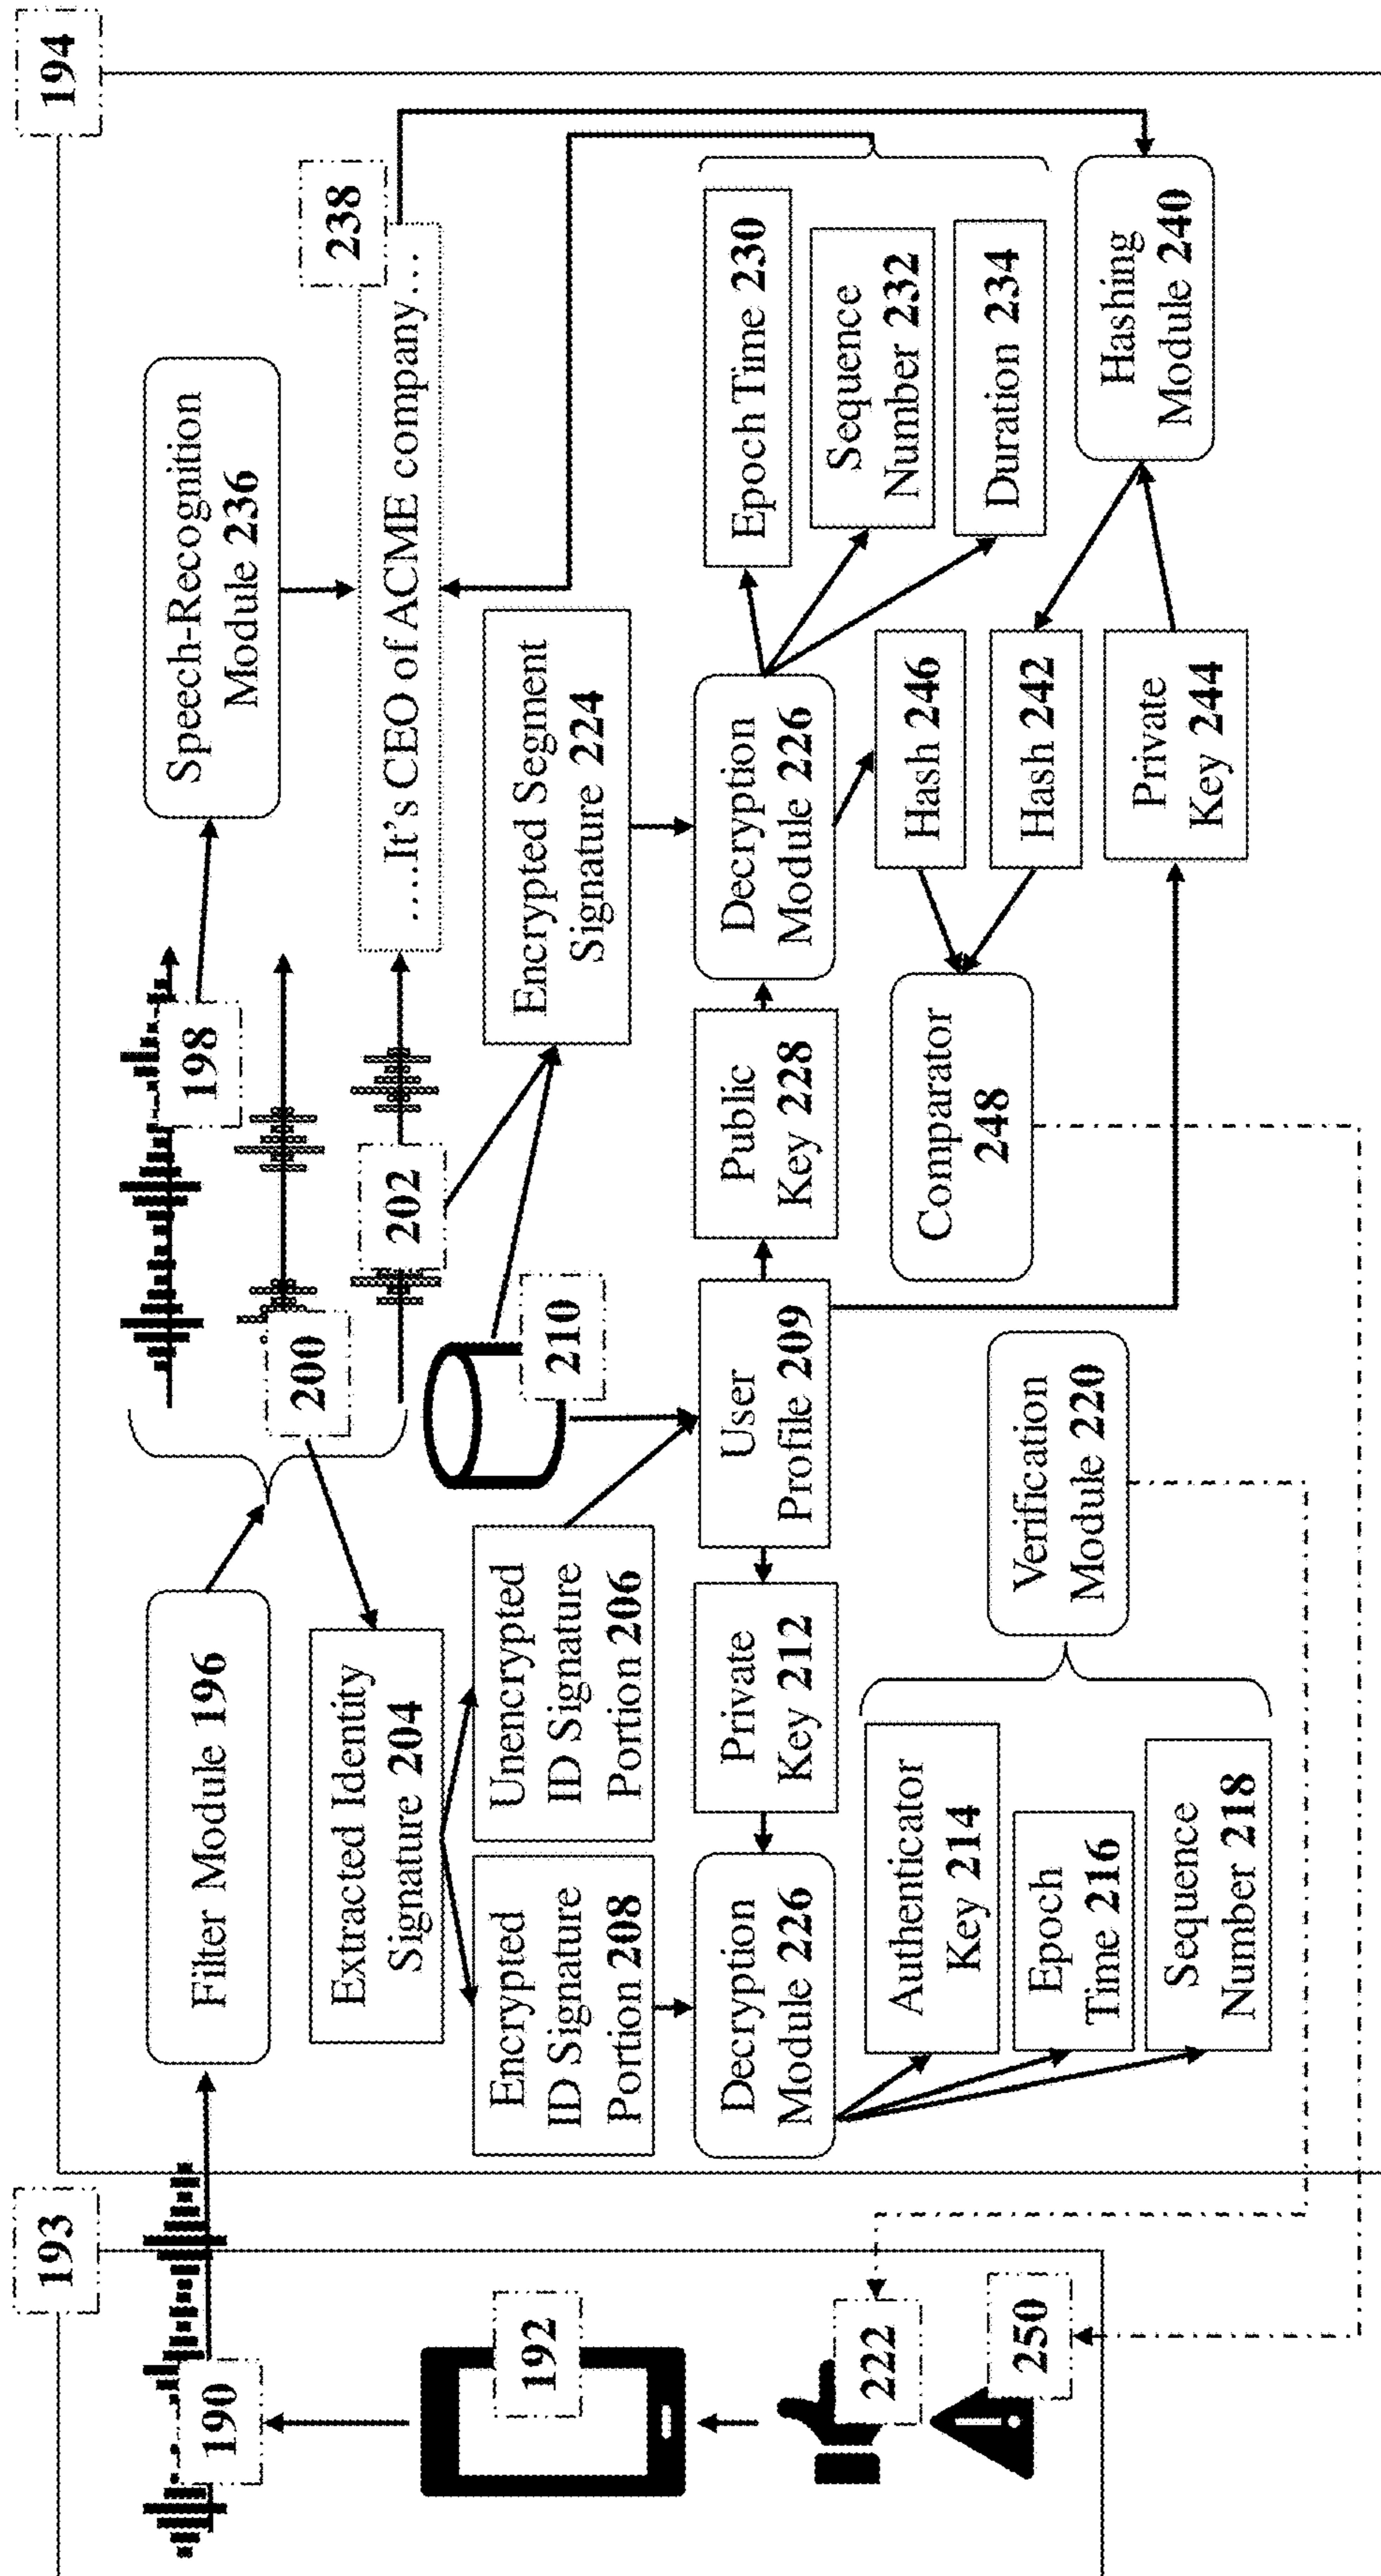 193
194
190
Filter Module 196
198
Speech-Recognition
Module 236
200
238
192
Extracted Identity
Signature 204
202
....It's CEO of ACME company...
Encrypted
ID Signature
Portion 208
Unencrypted
ID Signature
Portion 206
210
Encrypted Segment
Signature 224
Decryption
Module 226
Private
Key 212
User
Profile 209
Public
Key 228
Decryption
Module 226
Epoch Time 230
Sequence
Number 232
Duration 234
222
250
Authenticator
Key 214
Epoch
Time 216
Sequence
Number 218
Verification
Module 220
Comparator
248
Hash 246
Hash 242
Private
Key 244
Hashing
Module 240